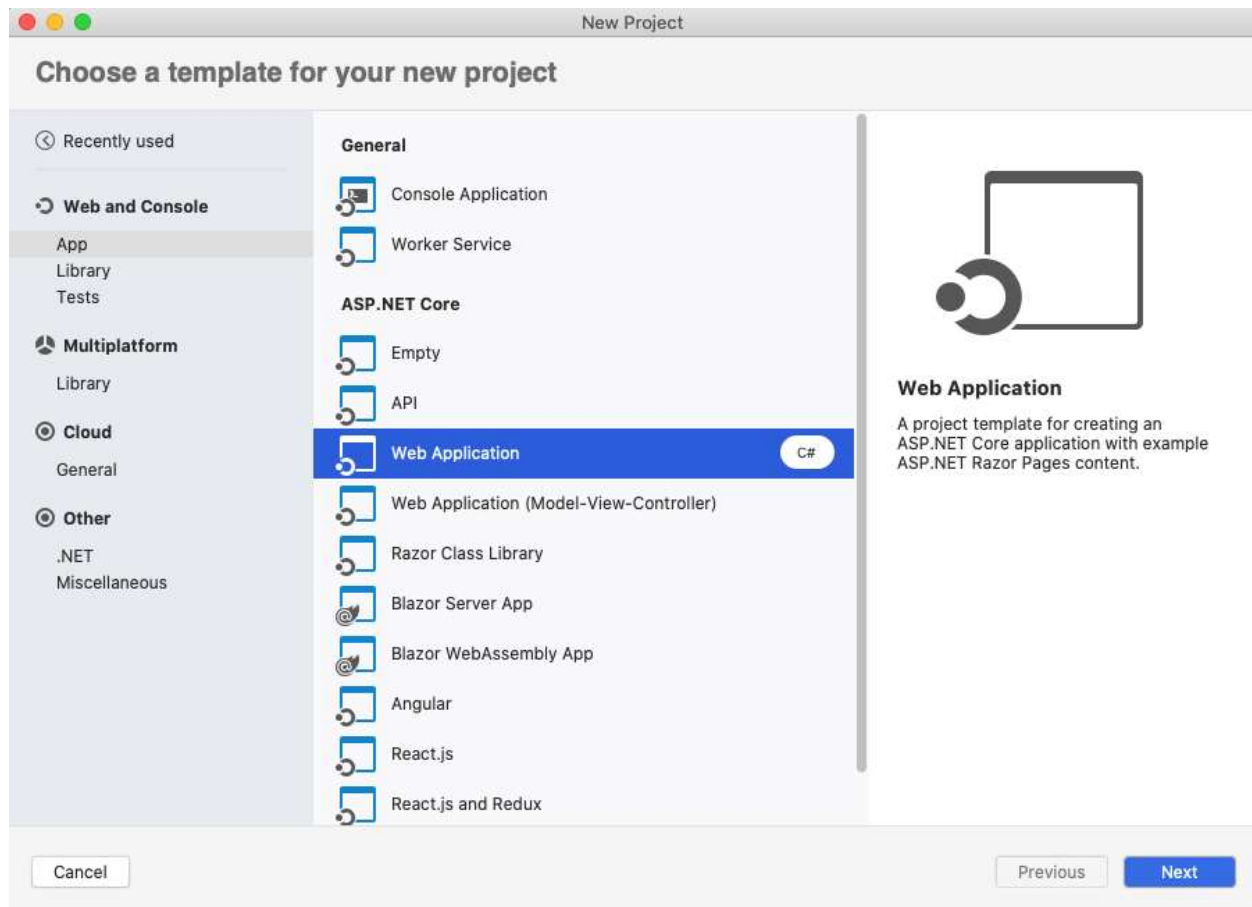 New Project
Choose a template for your new project
Recently used
Web and Console
App
Library
Tests
Multiplatform
Library
Cloud
General
Other
.NET
Miscellaneous
General
Console Application
Worker Service
ASP.NET Core
Empty
API
Web Application C#
Web Application (Model-View-Controller)
Razor Class Library
Blazor Server App
Blazor WebAssembly App
Angular
React.js
React.js and Redux
Web Application
A project template for creating an
ASP.NET Core application with example
ASP.NET Razor Pages content.
Cancel
Previous
Next